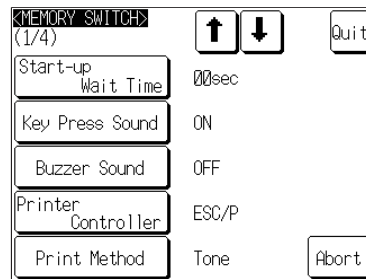 <MEMORY SWITCH>
(1/4)
Quit
Start-up
Wait Time
00sec
Key Press Sound
ON
Buzzer Sound
OFF
Printer
Controller
ESC/P
Print Method
Tone
Abort